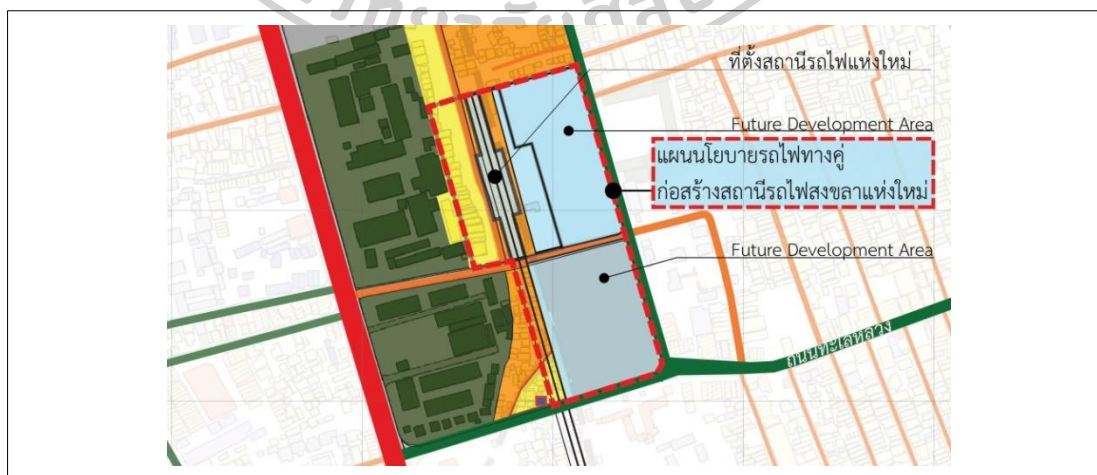 ที่ตั้งสถานีรถไฟแห่งใหม่
Future Development Area
แผนนโยบายรถไฟทางคู่
ก่อสร้างสถานีรถไฟสงขลาแห่งใหม่
Future Development Area
ถนนทะเลหลวง